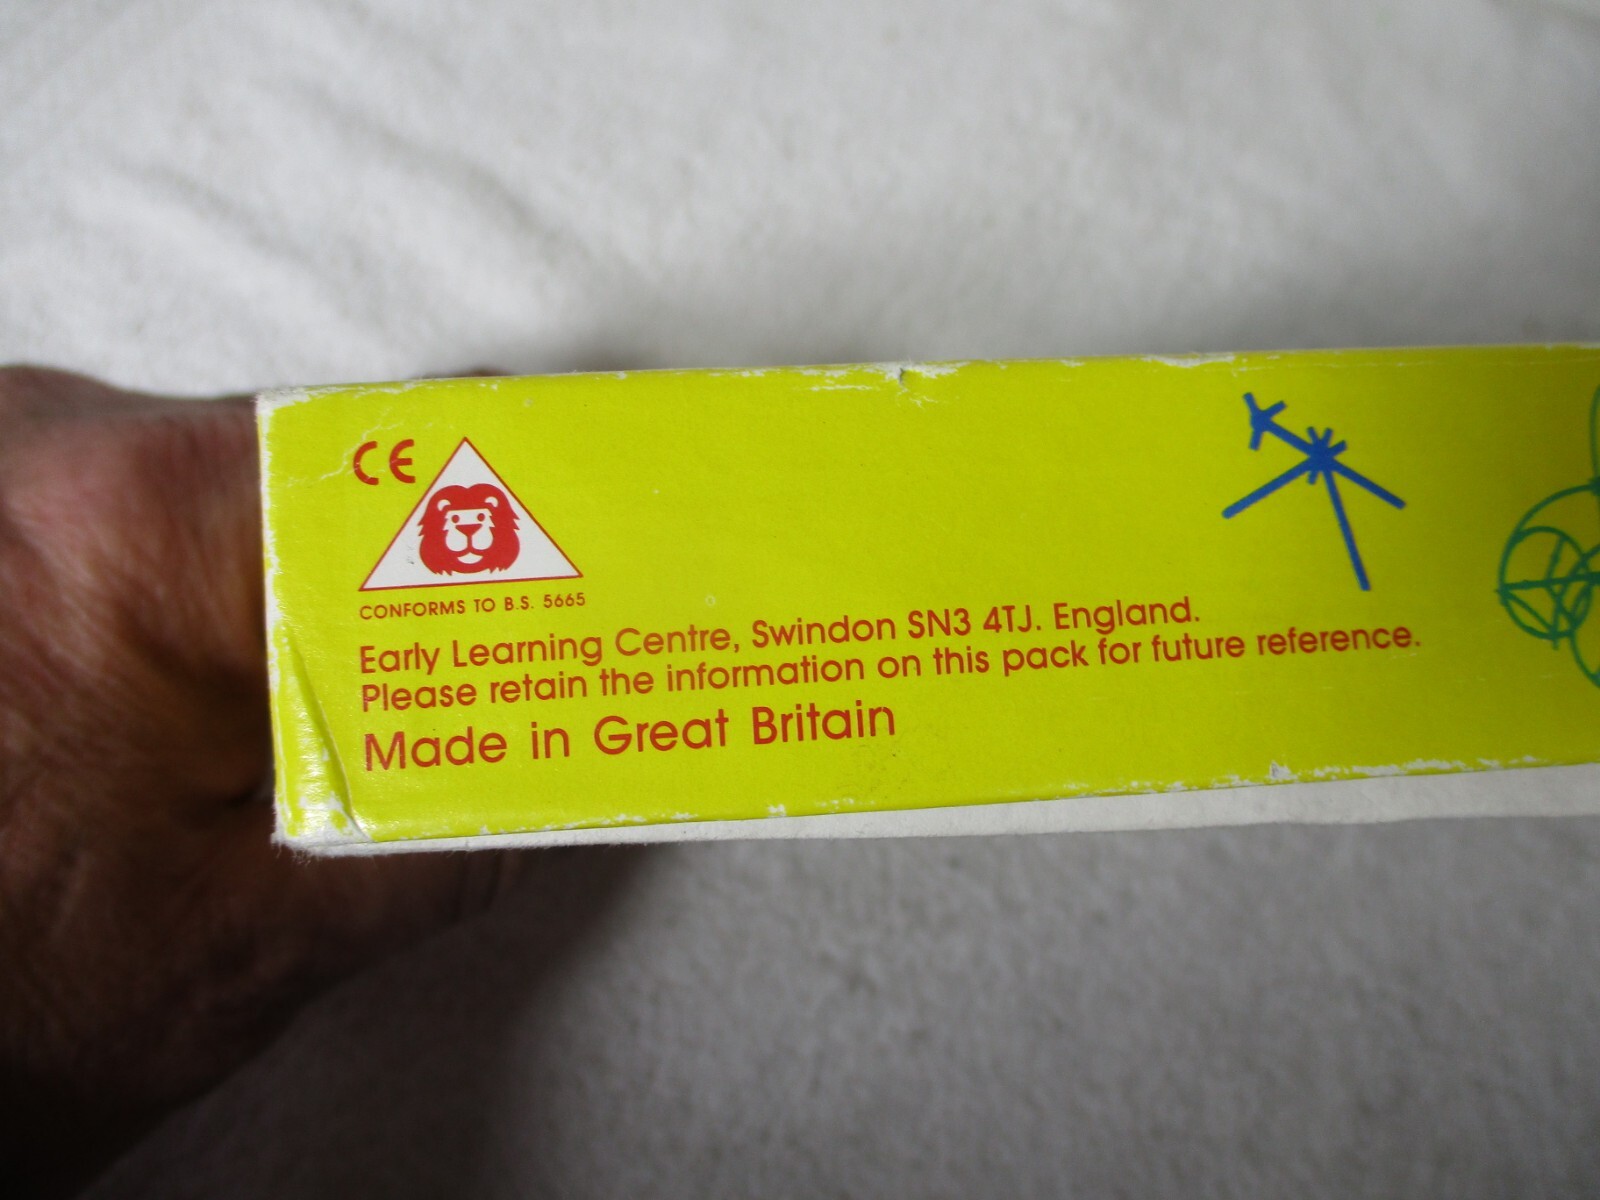 CE
CONFORMS TO B.S. 5665
Early Learning Centre, Swindon SN3 4TJ. England.
Please retain the information on this pack for future reference.
Made in Great Britain